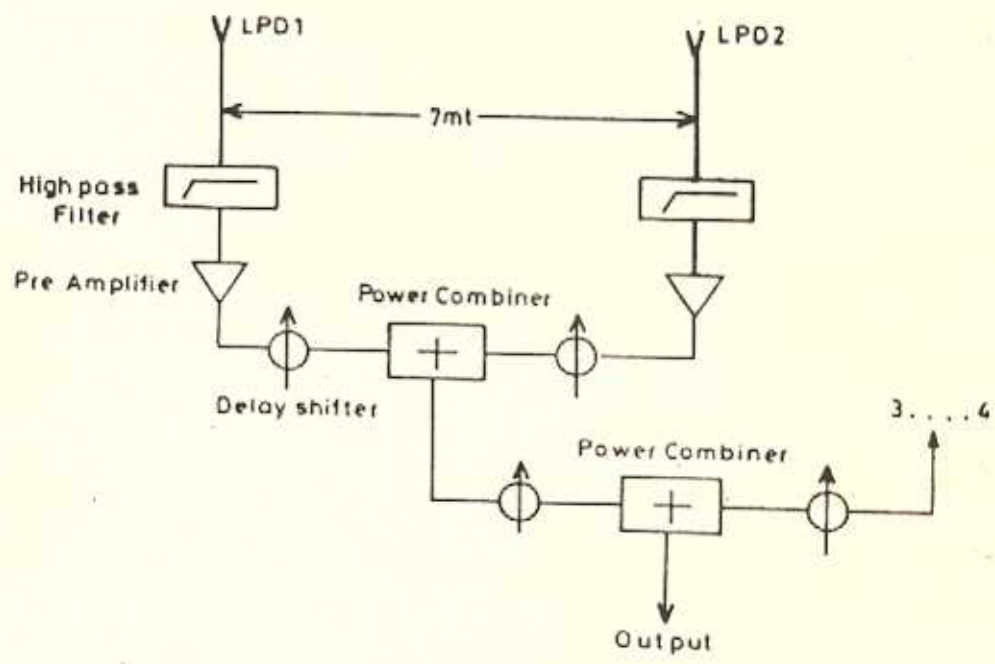 LPD1
LPD2
7mt
High pass
Filter
Pre Amplifier
Power Combiner
Delay shifter
3....4
Power Combiner
Output